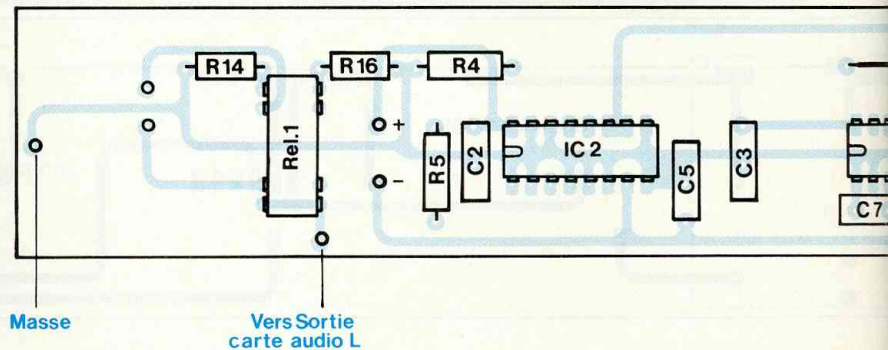 R14
R16
R4
Rel.1
+
-
R5
C2
IC 2
C5
C3
C7
Masse
Vers Sortie
carte audio L